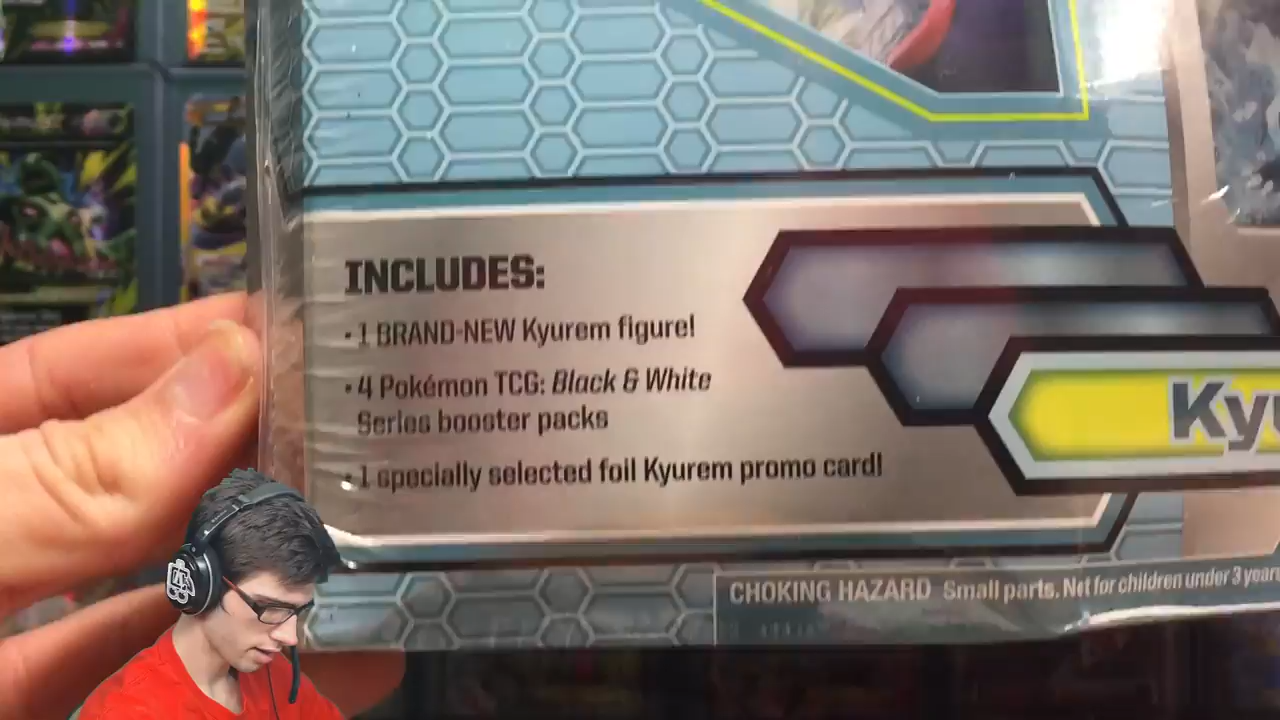 INCLUDES:
• 1 BRAND-NEW Kyurem figure!
• 4 Pokémon TCG: Black & White
Series booster packs
• 1 specially selected foil Kyurem promo card!
Kyu
CHOKING HAZARD Small parts. Not for children under 3 years